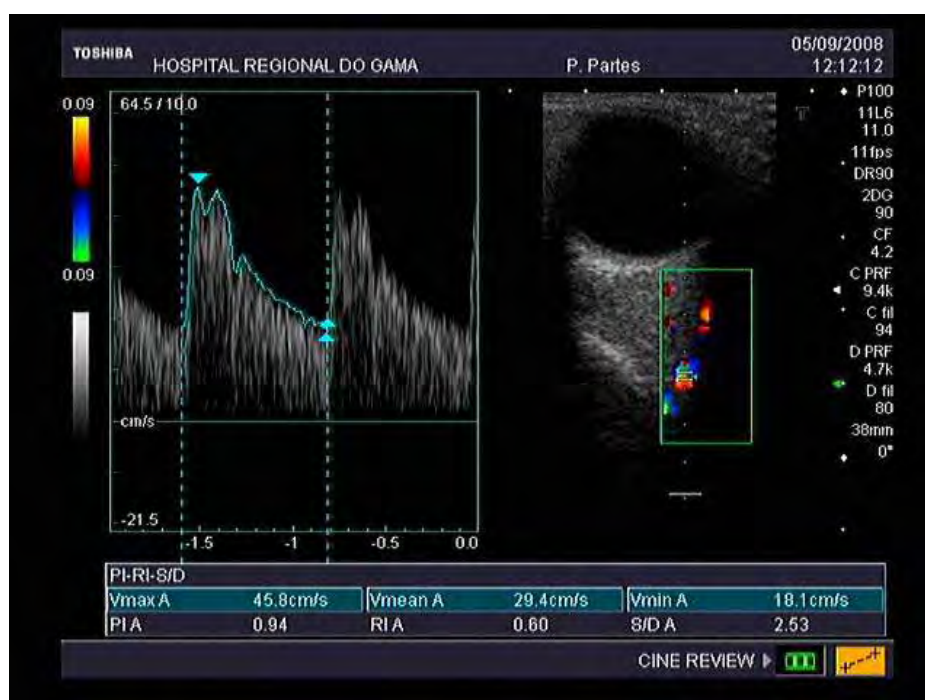 TOSHIBA
HOSPITAL REGIONAL DO GAMA
P. Partes
05/09/2008
12:12:12
0.09
0.09
64.5 / 10.0
cm/s
-21.5
-1.5 -1 -0.5 0.0
T
P100
11L6
11.0
11fps
DR90
2DG
90
CF
4.2
C PRF
9.4k
C fil
94
D PRF
4.7k
D fil
80
38mm
0°
PI-RI-S/D
Vmax A 45.8cm/s Vmean A 29.4cm/s Vmin A 18.1cm/s
PI A 0.94 RI A 0.60 S/D A 2.53
CINE REVIEW